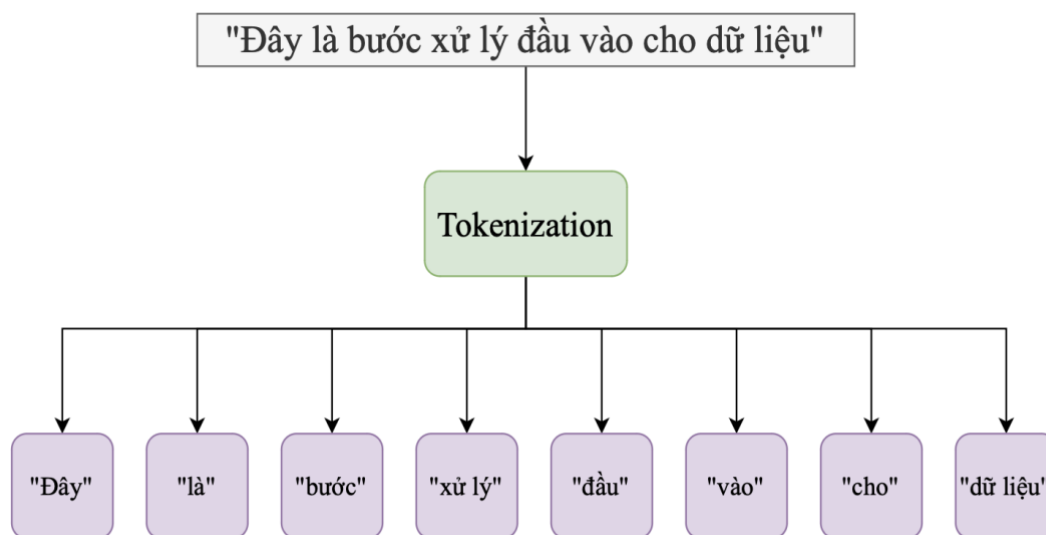 "Đây là bước xử lý đầu vào cho dữ liệu"
Tokenization
"Đây" "là" "bước" "xử lý" "đầu" "vào" "cho" "dữ liệu"